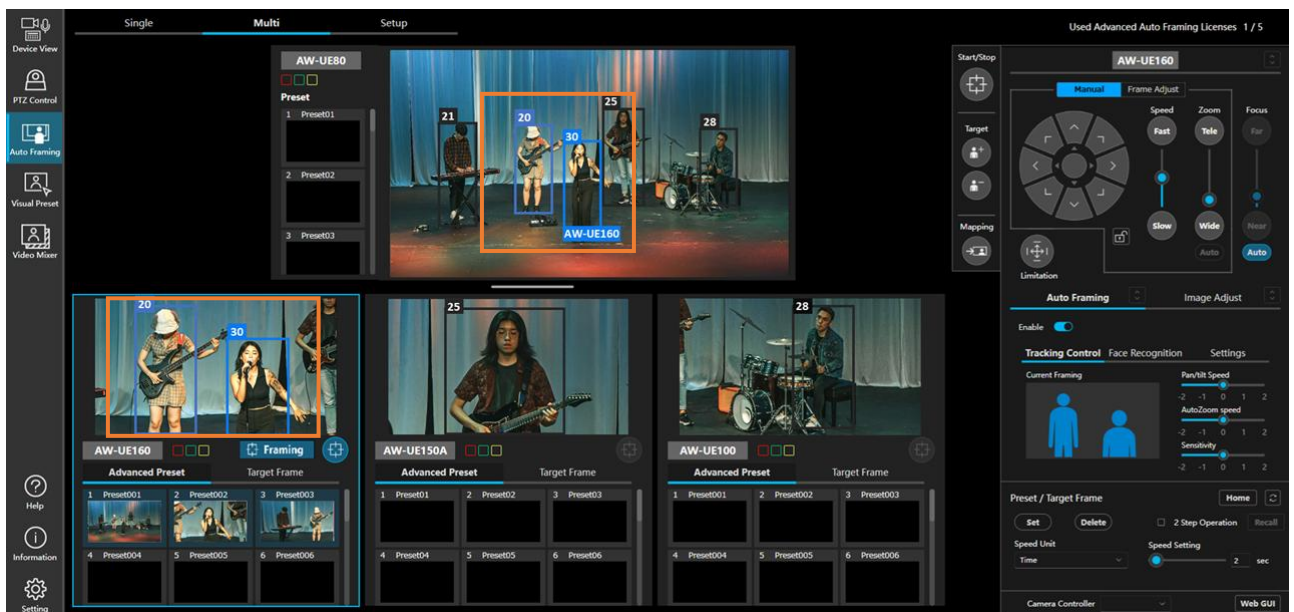 Device View
PTZ Control
Auto Framing
Visual Preset
Video Mixer
Help
Information
Setting
Single Multi Setup
Used Advanced Auto Framing Licenses 1 / 5
AW-UE80
Preset
1 Preset01
2 Preset02
3 Preset03
21
20
30
25
28
AW-UE160
Start/Stop
Target
Mapping
20
30
AW-UE160
Framing
Advanced Preset Target Frame
1 Preset001 2 Preset002 3 Preset003
4 Preset004 5 Preset005 6 Preset006
25
AW-UE150A
Advanced Preset Target Frame
1 Preset01 2 Preset02 3 Preset03
4 Preset04 5 Preset05 6 Preset06
28
AW-UE100
Advanced Preset Target Frame
1 Preset001 2 Preset002 3 Preset003
4 Preset004 5 Preset005 6 Preset006
AW-UE160
Manual Frame Adjust
Speed Zoom Focus
Fast Tele Far
Slow Wide Near
Auto Auto
Limitation
Auto Framing Image Adjust
Enable
Tracking Control Face Recognition Settings
Current Framing
Pan/tilt Speed
-2 -1 0 1 2
AutoZoom speed
-2 -1 0 1 2
Sensitivity
-2 -1 0 1 2
Preset / Target Frame Home
Set Delete 2 Step Operation Recall
Speed Unit Speed Setting
Time 2 sec
Camera Controller Web GUI